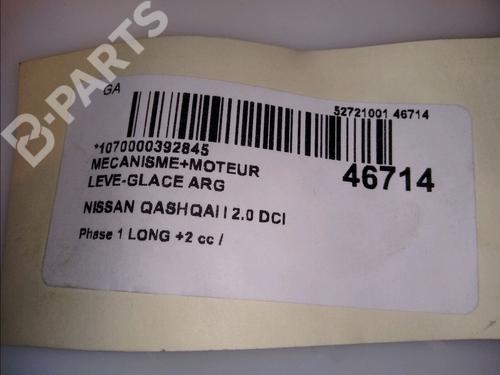 GA
52721001 46714
*1070000392845
MECANISME+MOTEUR
LEVE-GLACE ARG
46714
NISSAN QASHQAI I 2.0 DCI
Phase 1 LONG +2 cc /
B-PARTS